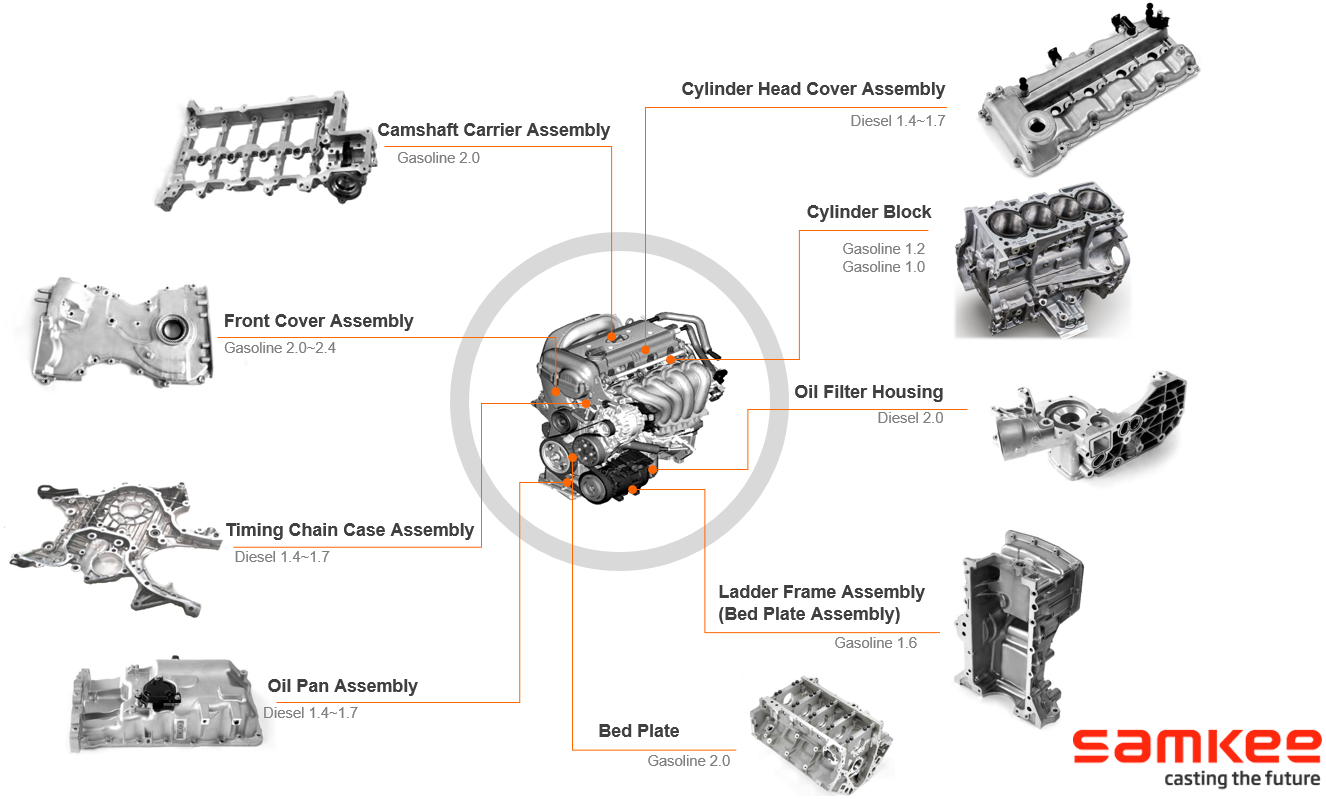 Cylinder Head Cover Assembly
Diesel 1.4~1.7
Camshaft Carrier Assembly
Gasoline 2.0
Cylinder Block
Gasoline 1.2
Gasoline 1.0
Front Cover Assembly
Gasoline 2.0~2.4
Oil Filter Housing
Diesel 2.0
Timing Chain Case Assembly
Diesel 1.4~1.7
Ladder Frame Assembly
(Bed Plate Assembly)
Gasoline 1.6
Oil Pan Assembly
Diesel 1.4~1.7
Bed Plate
Gasoline 2.0
samkee
casting the future